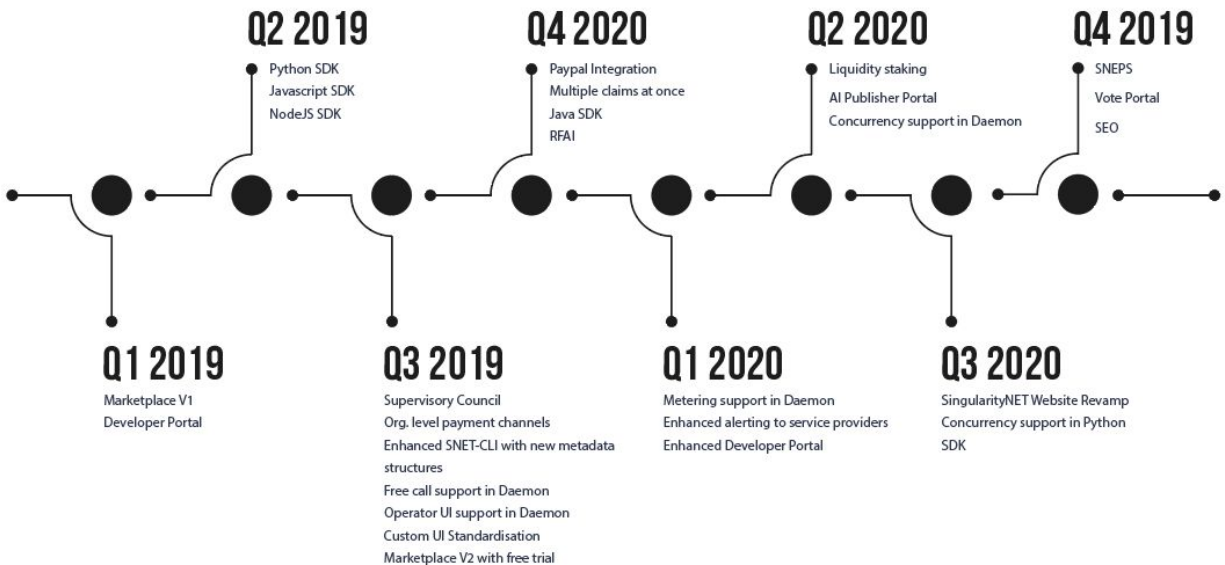 Q2 2019
Python SDK
Javascript SDK
NodeJS SDK
Q4 2020
Paypal Integration
Multiple claims at once
Java SDK
RFAI
Q2 2020
Liquidity staking
AI Publisher Portal
Concurrency support in Daemon
Q4 2019
SNEPS
Vote Portal
SEO
Q1 2019
Marketplace V1
Developer Portal
Q3 2019
Supervisory Council
Org. level payment channels
Enhanced SNET-CLI with new metadata
structures
Free call support in Daemon
Operator UI support in Daemon
Custom UI Standardisation
Marketplace V2 with free trial
Q1 2020
Metering support in Daemon
Enhanced alerting to service providers
Enhanced Developer Portal
Q3 2020
SingularityNET Website Revamp
Concurrency support in Python
SDK